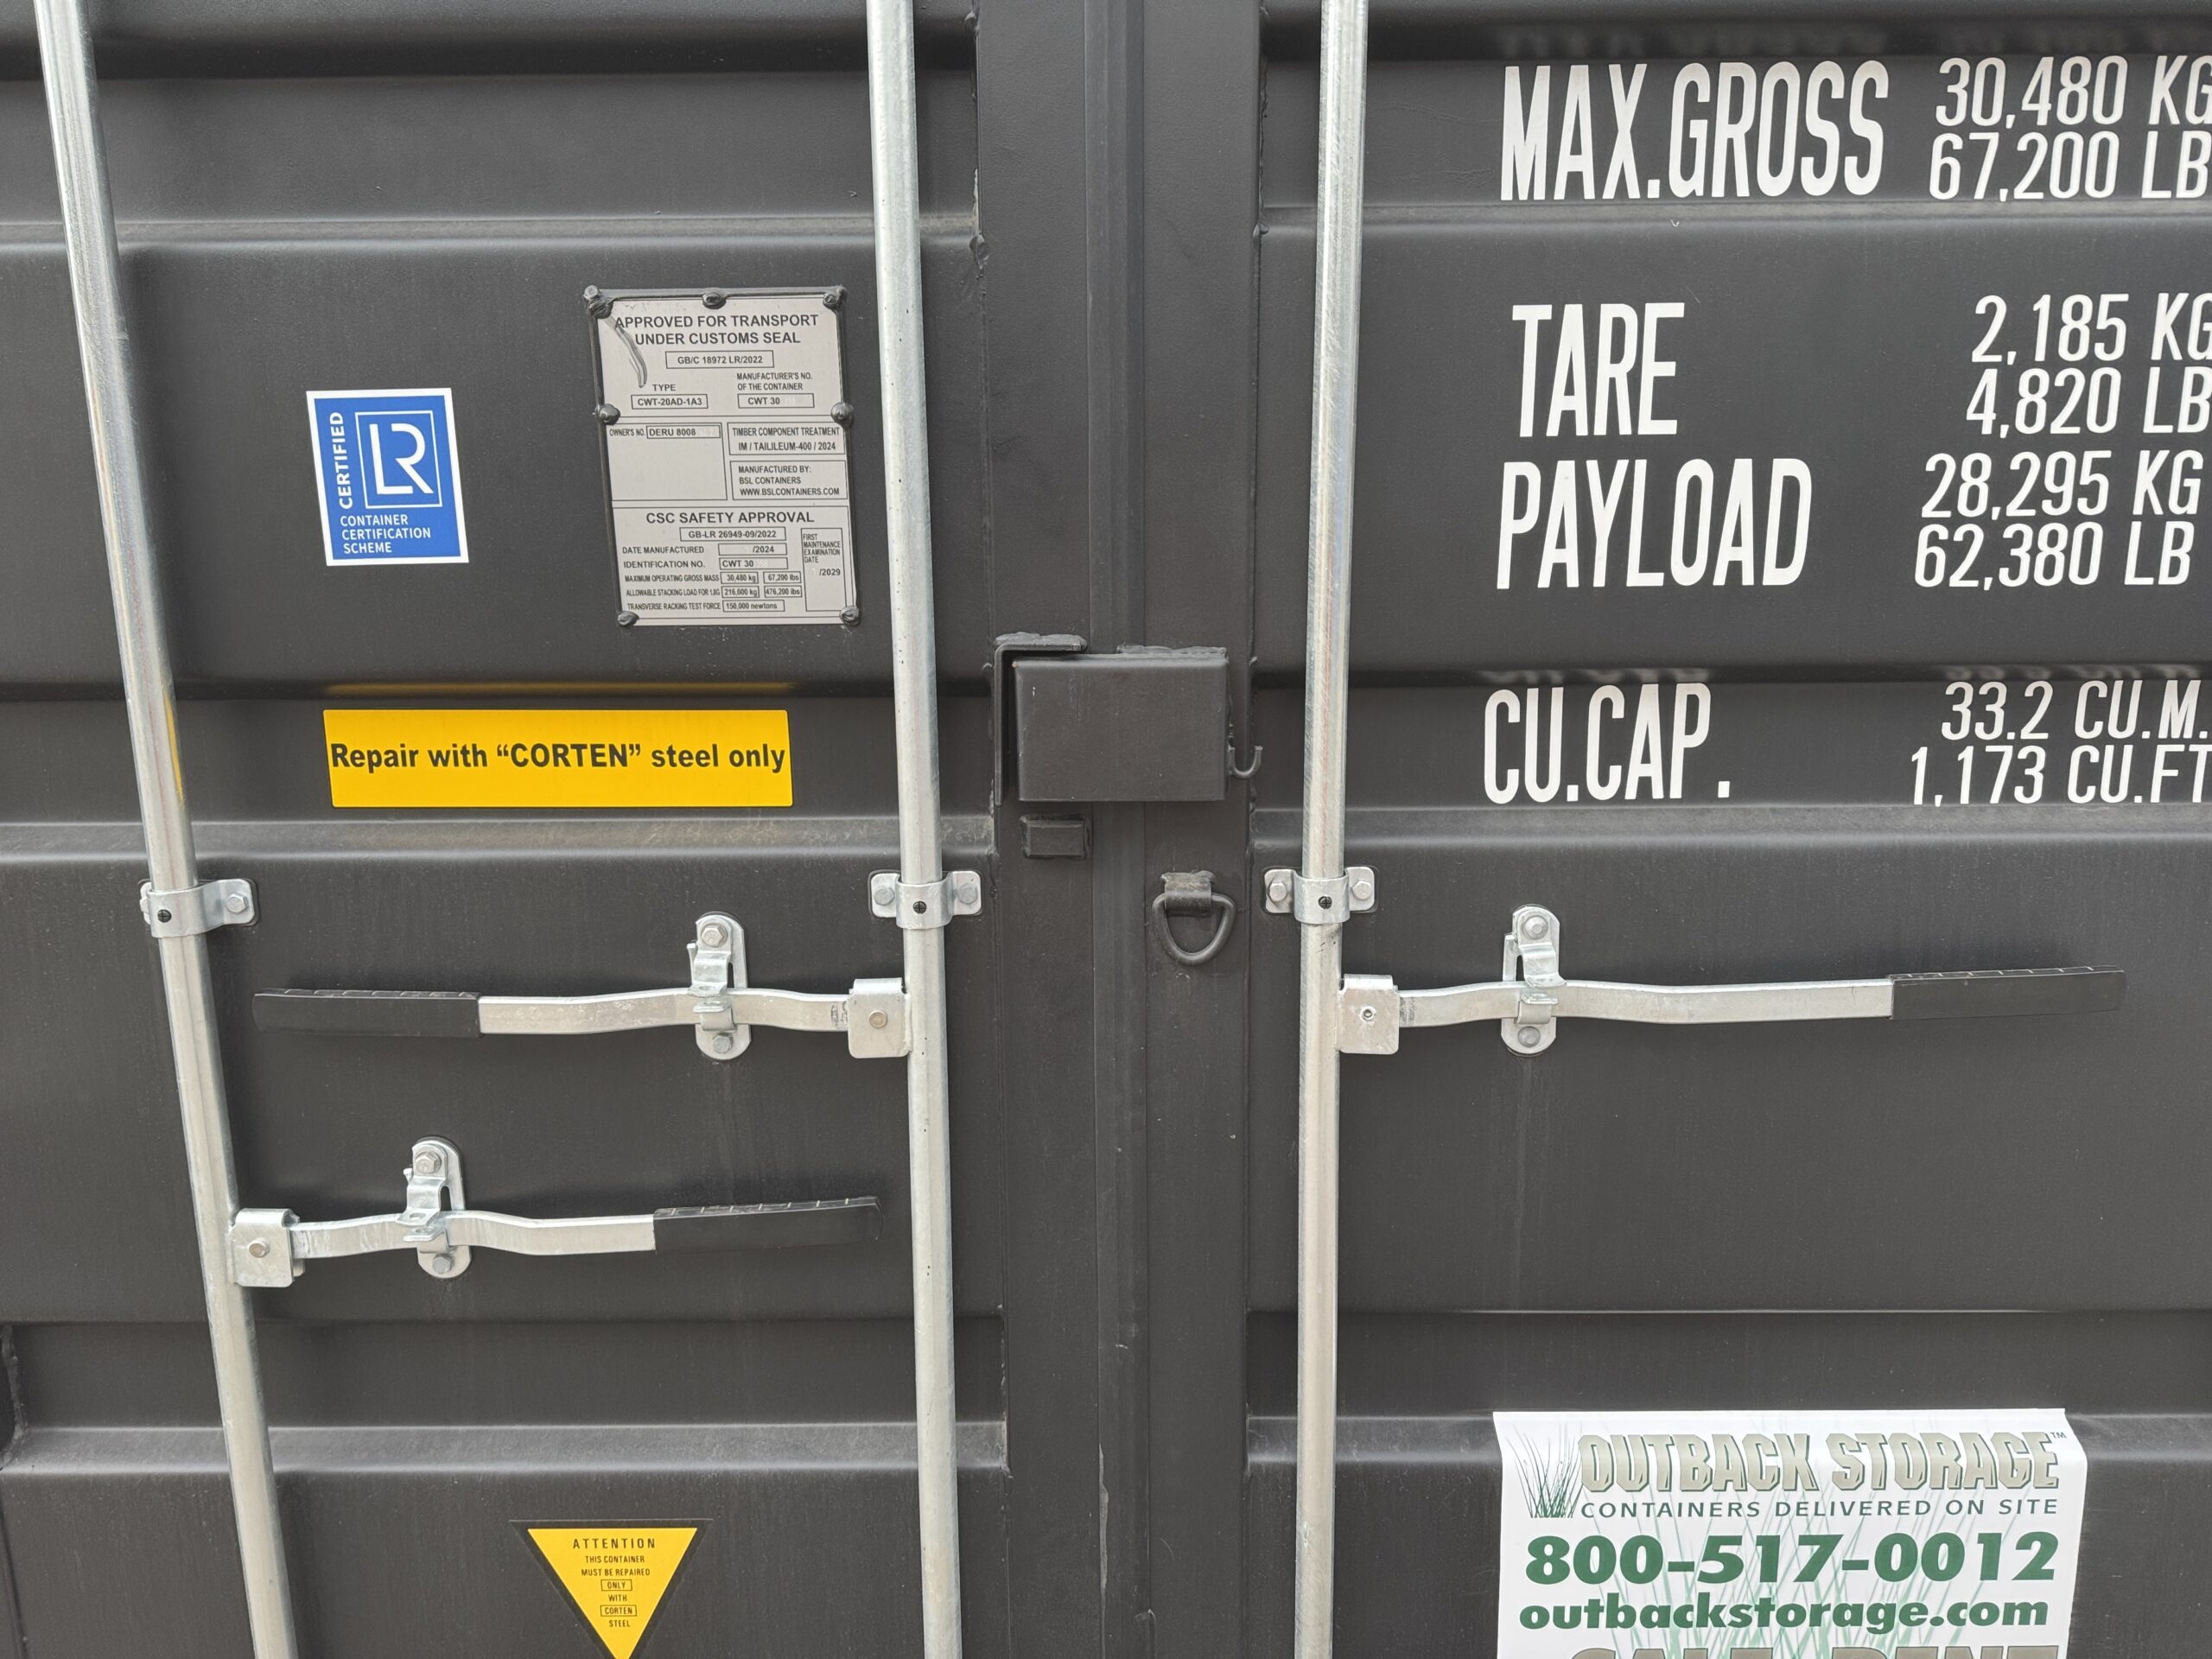 MAX.GROSS 30,480 KG
67,200 LB
TARE 2,185 KG
4,820 LB
PAYLOAD 28,295 KG
62,380 LB
CU.CAP. 33.2 CU.M.
1,173 CU.FT
CERTIFIED
LR
CONTAINER
CERTIFICATION
SCHEME
APPROVED FOR TRANSPORT
UNDER CUSTOMS SEAL
GB/C 18972 LR/2022
TYPE
CWT-20AD-1A3
MANUFACTURER'S NO.
OF THE CONTAINER
CWT 30
OWNER'S NO. DERU 8008
TIMBER COMPONENT TREATMENT
IM / TAILILEUM-400 / 2024
MANUFACTURED BY:
BSL CONTAINERS
WWW.BSLCONTAINERS.COM
CSC SAFETY APPROVAL
GB-LR 26949-09/2022
DATE MANUFACTURED /2024
IDENTIFICATION NO. CWT 30
MAXIMUM OPERATING GROSS MASS 30,480 kg 67,200 lbs
ALLOWABLE STACKING LOAD FOR 1.8G 216,000 kg 476,200 lbs
TRANSVERSE RACKING TEST FORCE 150,000 newtons
FIRST
MAINTENANCE
EXAMINATION
DATE
/2029
Repair with “CORTEN” steel only
ATTENTION
THIS CONTAINER
MUST BE REPAIRED
ONLY
WITH
CORTEN
STEEL
OUTBACK STORAGE™
CONTAINERS DELIVERED ON SITE
800-517-0012
outbackstorage.com